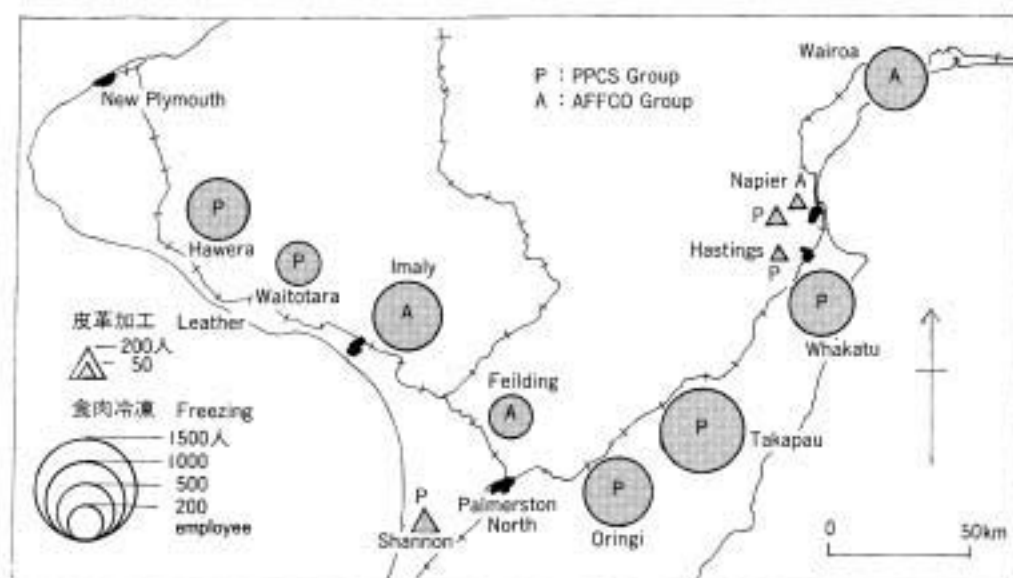 Wairoa
A
P : PPCS Group
A : AFFCO Group
New Plymouth
Napier A
P
P
Hawera
Hastings
P
P
Waitotara
Imaly
A
P
Whakatu
皮革加工 Leather
200人
50
Feilding
A
食肉冷凍 Freezing
1500人
1000
500
200
employee
P
Takapau
P
Shannon
Palmerston
North
P
Oringi
0 50km